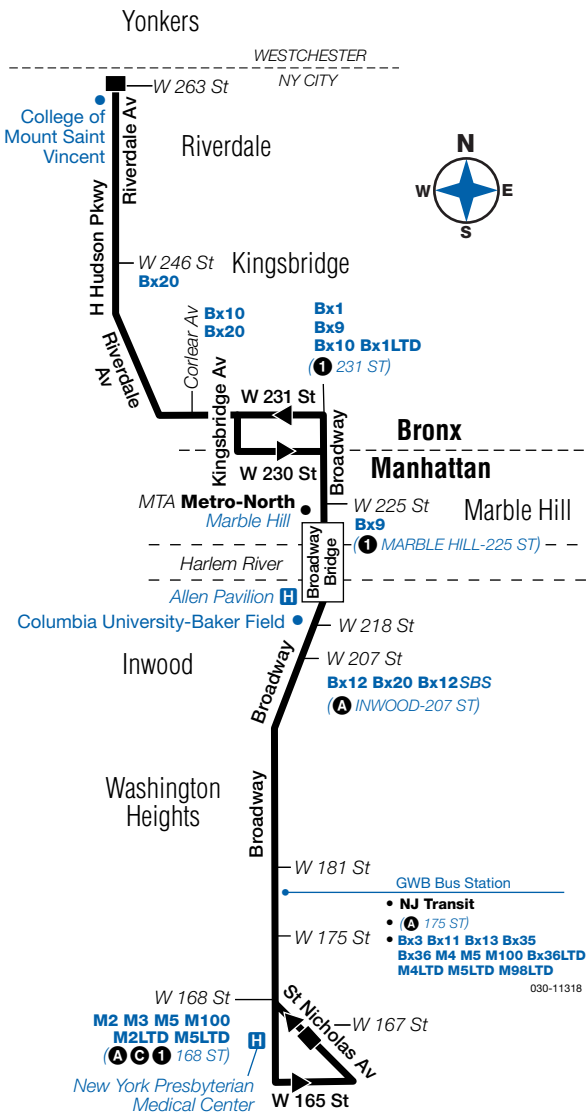 Yonkers
WESTCHESTER
NY CITY
W 263 St
College of
Mount Saint
Vincent
Riverdale Av
Riverdale
N
W E
S
H Hudson Pkwy
W 246 St
Bx20
Kingsbridge
Riverdale
Av
Corlear Av
Bx10
Bx20
Kingsbridge Av
Bx1
Bx9
Bx10 Bx1LTD
(1 231 ST)
W 231 St
W 230 St
Broadway
Bronx
Manhattan
MTA Metro-North
Marble Hill
W 225 St
Marble Hill
Bx9
(1 MARBLE HILL-225 ST)
Harlem River
Broadway
Bridge
Allen Pavilion H
Columbia University-Baker Field
W 218 St
Inwood
W 207 St
Broadway
Bx12 Bx20 Bx12SBS
(A INWOOD-207 ST)
Washington
Heights
Broadway
W 181 St
GWB Bus Station
• NJ Transit
• (A 175 ST)
• Bx3 Bx11 Bx13 Bx35
Bx36 M4 M5 M100 Bx36LTD
M4LTD M5LTD M98LTD
030-11318
W 175 St
W 168 St
M2 M3 M5 M100
M2LTD M5LTD
(A C 1 168 ST)
H
St Nicholas Av
W 167 St
New York Presbyterian
Medical Center
W 165 St